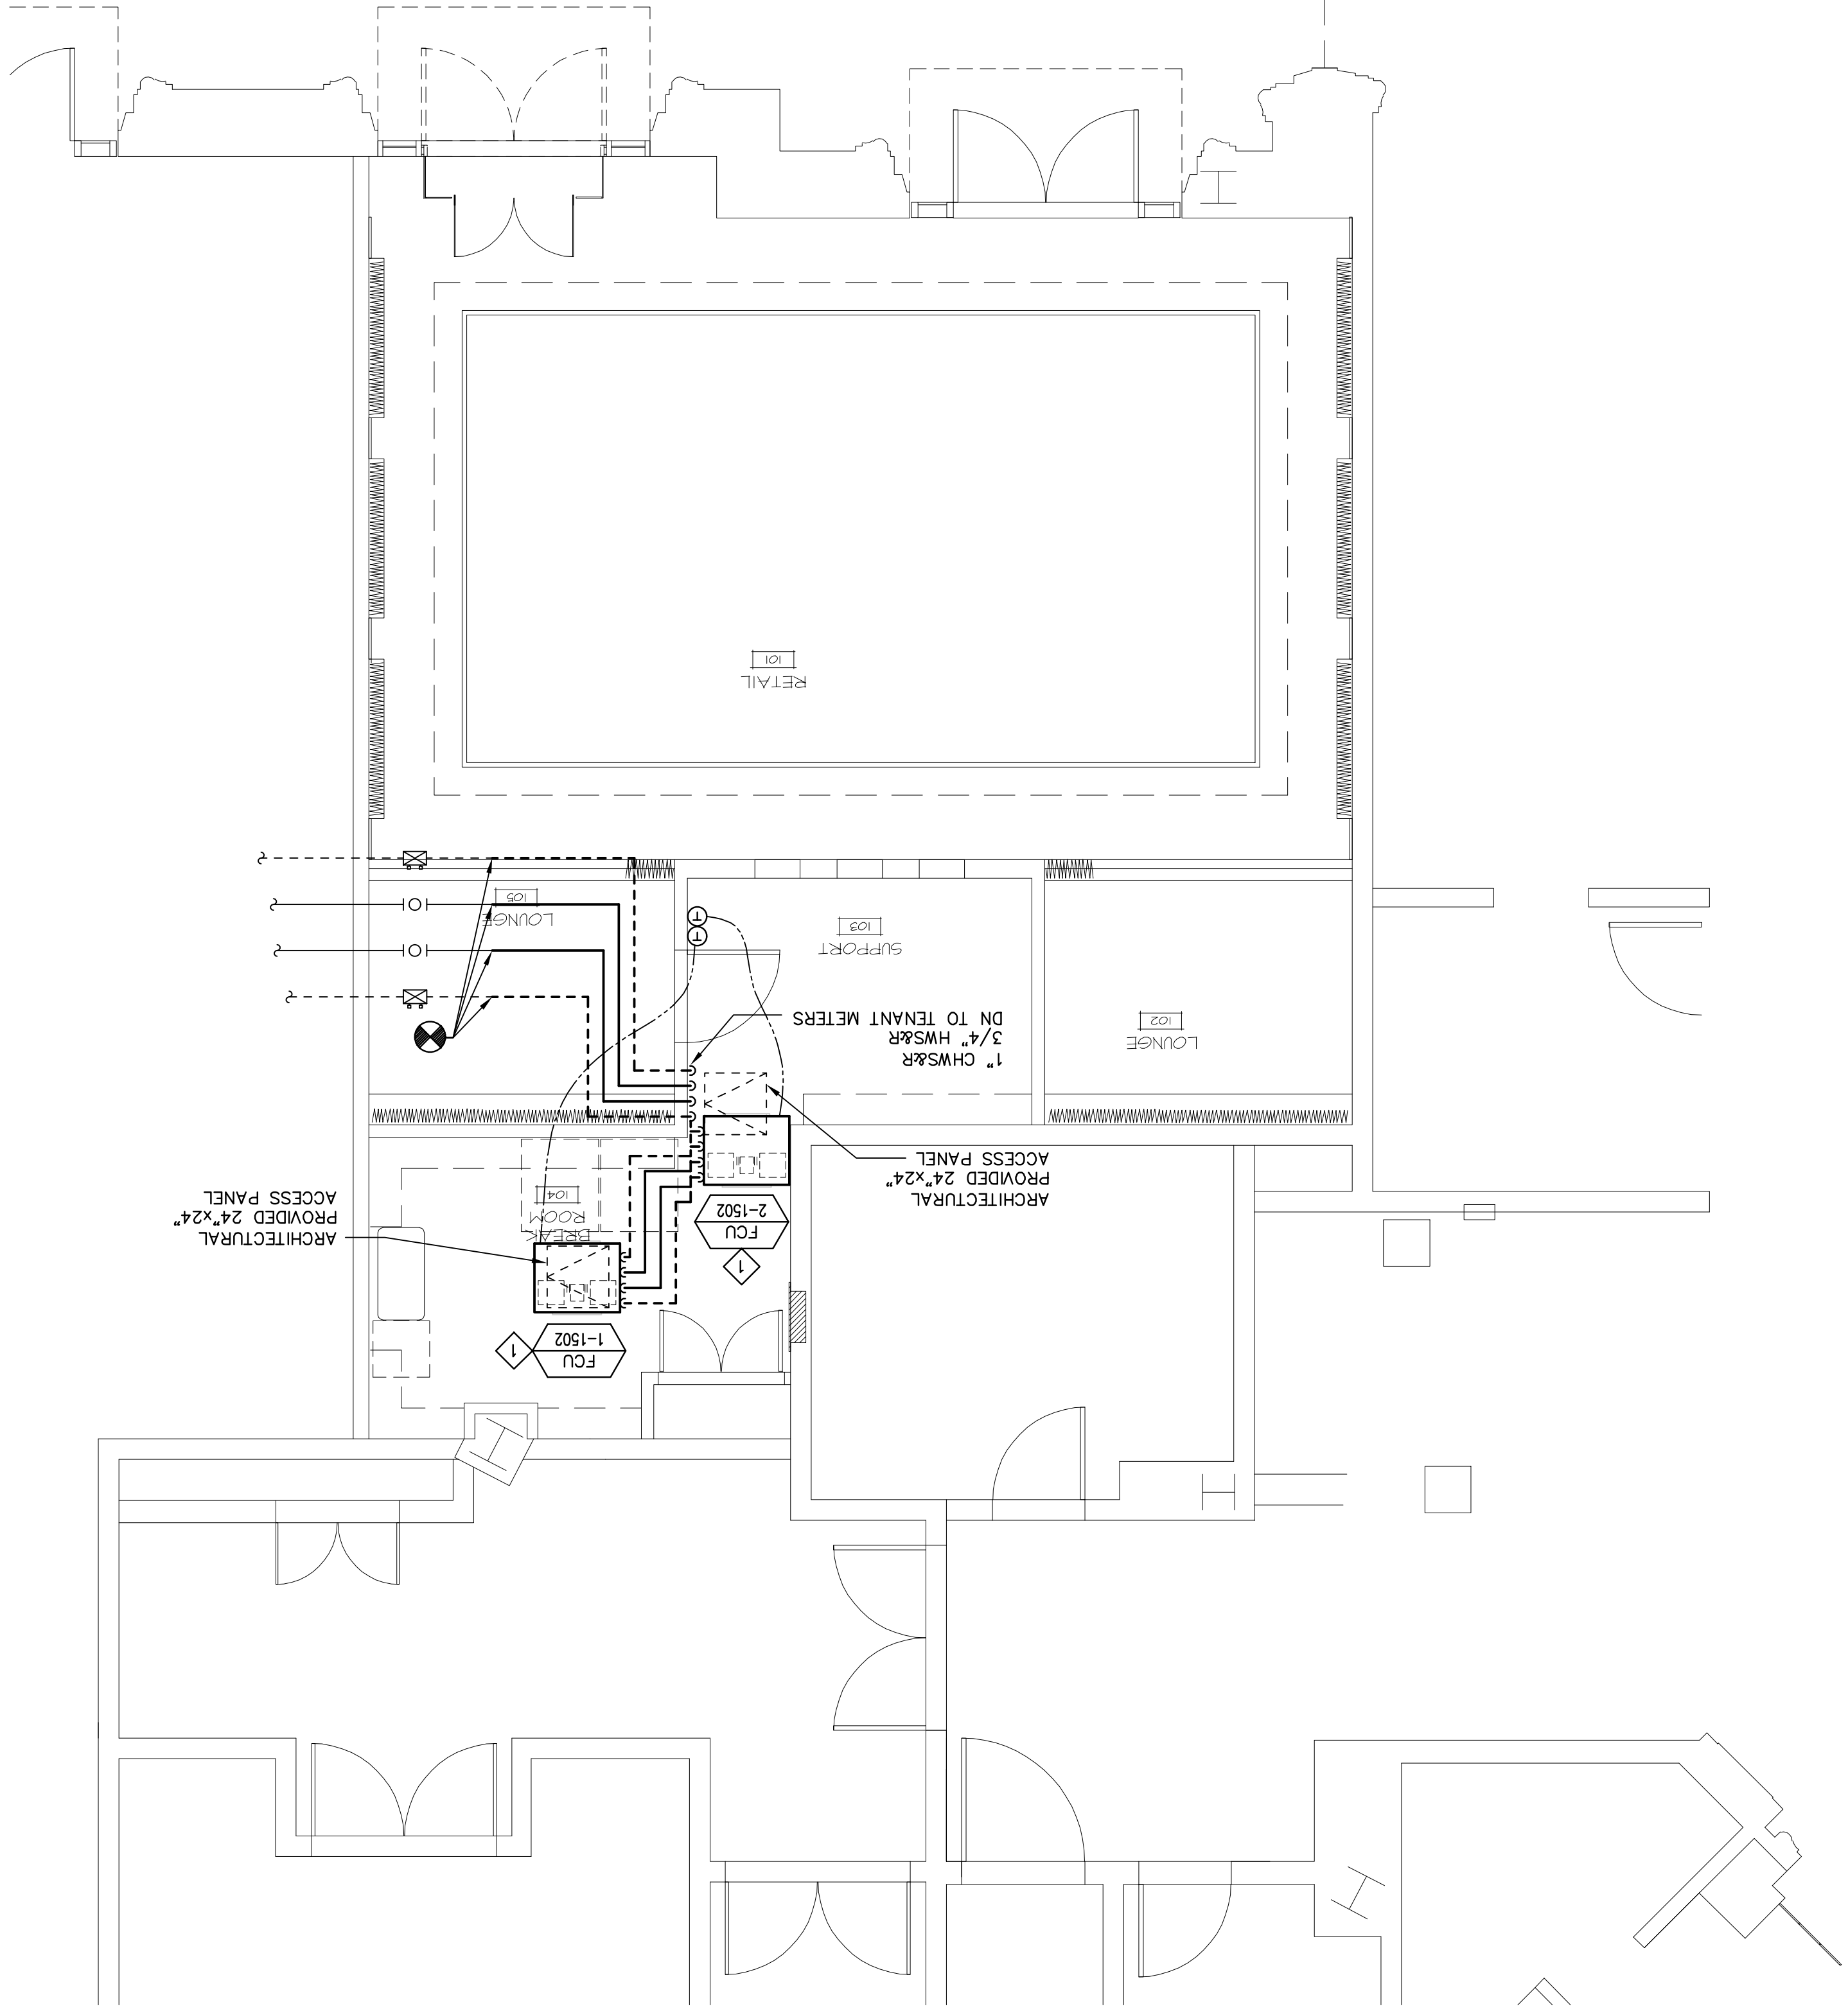 FCU
1-1502
1
1
FCU
2-1502
BREAK
ROOM
104
ARCHITECTURAL
PROVIDED 24"x24"
ACCESS PANEL
ARCHITECTURAL
PROVIDED 24"x24"
ACCESS PANEL
1" CHWS&R
3/4" HWS&R
DN TO TENANT METERS
LOUNGE
102
SUPPORT
103
T
T
LOUNGE
105
RETAIL
101